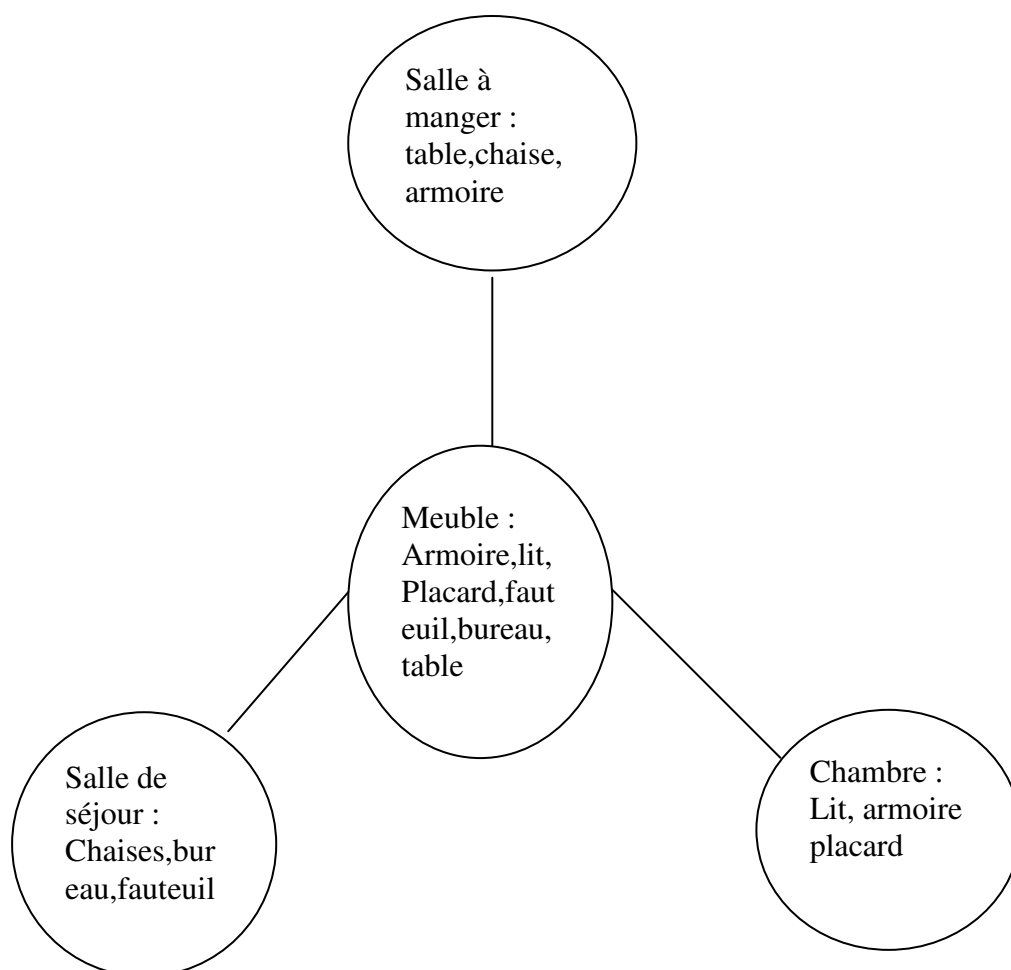 Salle à
manger :
table,chaise,
armoire
Meuble :
Armoire,lit,
Placard,faut
euil,bureau,
table
Salle de
séjour :
Chaises,bur
eau,fauteuil
Chambre :
Lit, armoire
placard